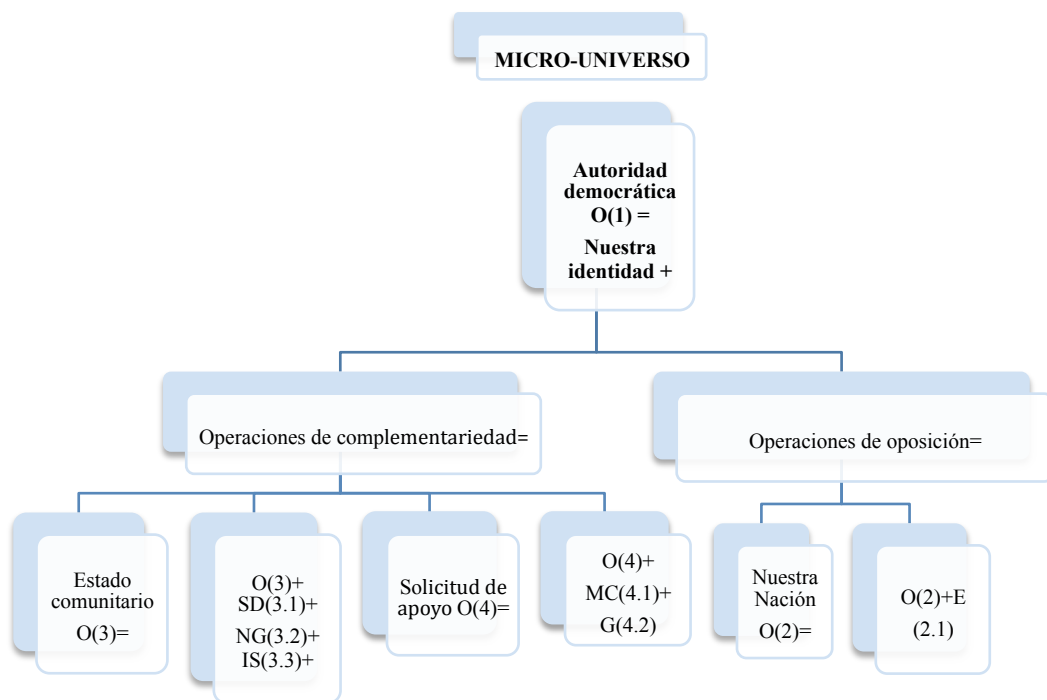 MICRO-UNIVERSO
Autoridad
democrática
O(1) =
Nuestra
identidad +
Operaciones de complementariedad=
Operaciones de oposición=
Estado
comunitario
O(3)=
O(3)+
SD(3.1)+
NG(3.2)+
IS(3.3)+
Solicitud de
apoyo O(4)=
O(4)+
MC(4.1)+
G(4.2)
Nuestra
Nación
O(2)=
O(2)+E
(2.1)